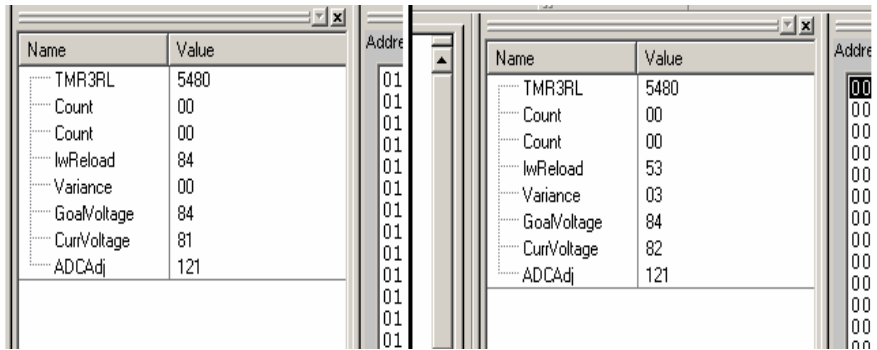 Name Value Addre
TMR3RL 5480 01
Count 00 01
Count 00 01
lwReload 84 01
Variance 00 01
GoalVoltage 84 01
CurrVoltage 81 01
ADCAdj 121 01
01
01
01
01
01
Name Value Addre
TMR3RL 5480 00
Count 00 00
Count 00 00
lwReload 53 00
Variance 03 00
GoalVoltage 84 00
CurrVoltage 82 00
ADCAdj 121 00
00
00
00
00
00